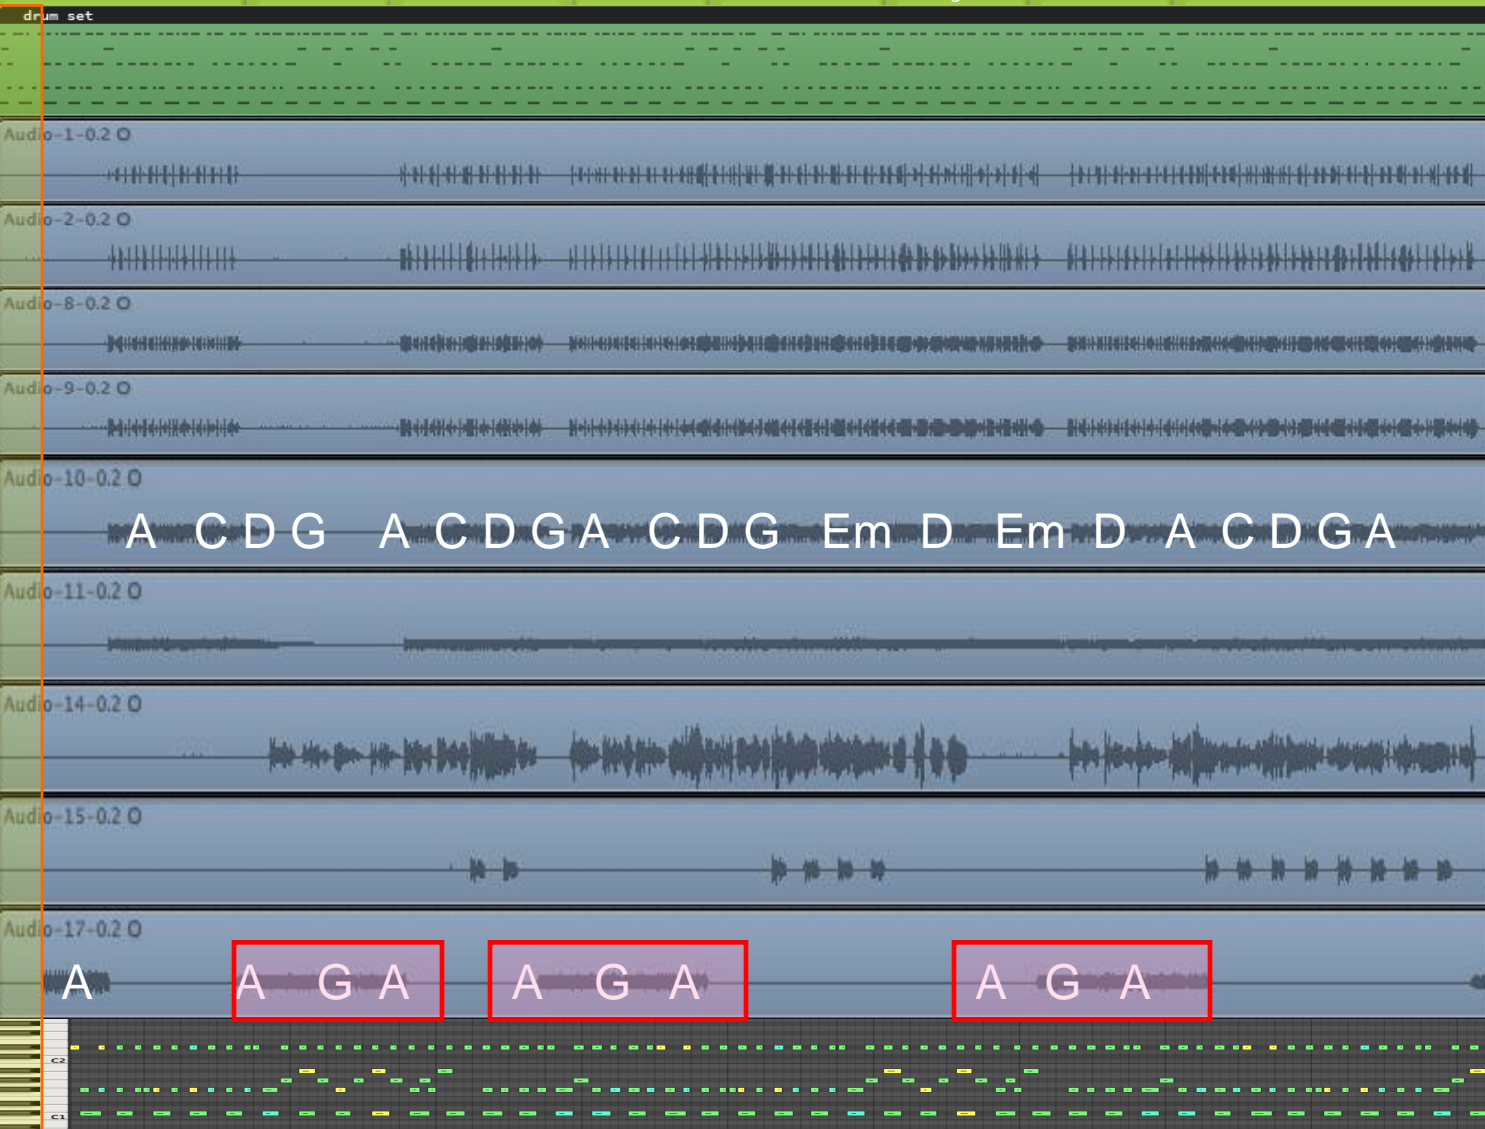 drum set
Audio-1-0.2 O
Audio-2-0.2 O
Audio-8-0.2 O
Audio-9-0.2 O
Audio-10-0.2 O
A C D G A C D G A C D G Em D Em D A C D G A
Audio-11-0.2 O
Audio-14-0.2 O
Audio-15-0.2 O
Audio-17-0.2 O
A A G A A G A A G A
C2
C1